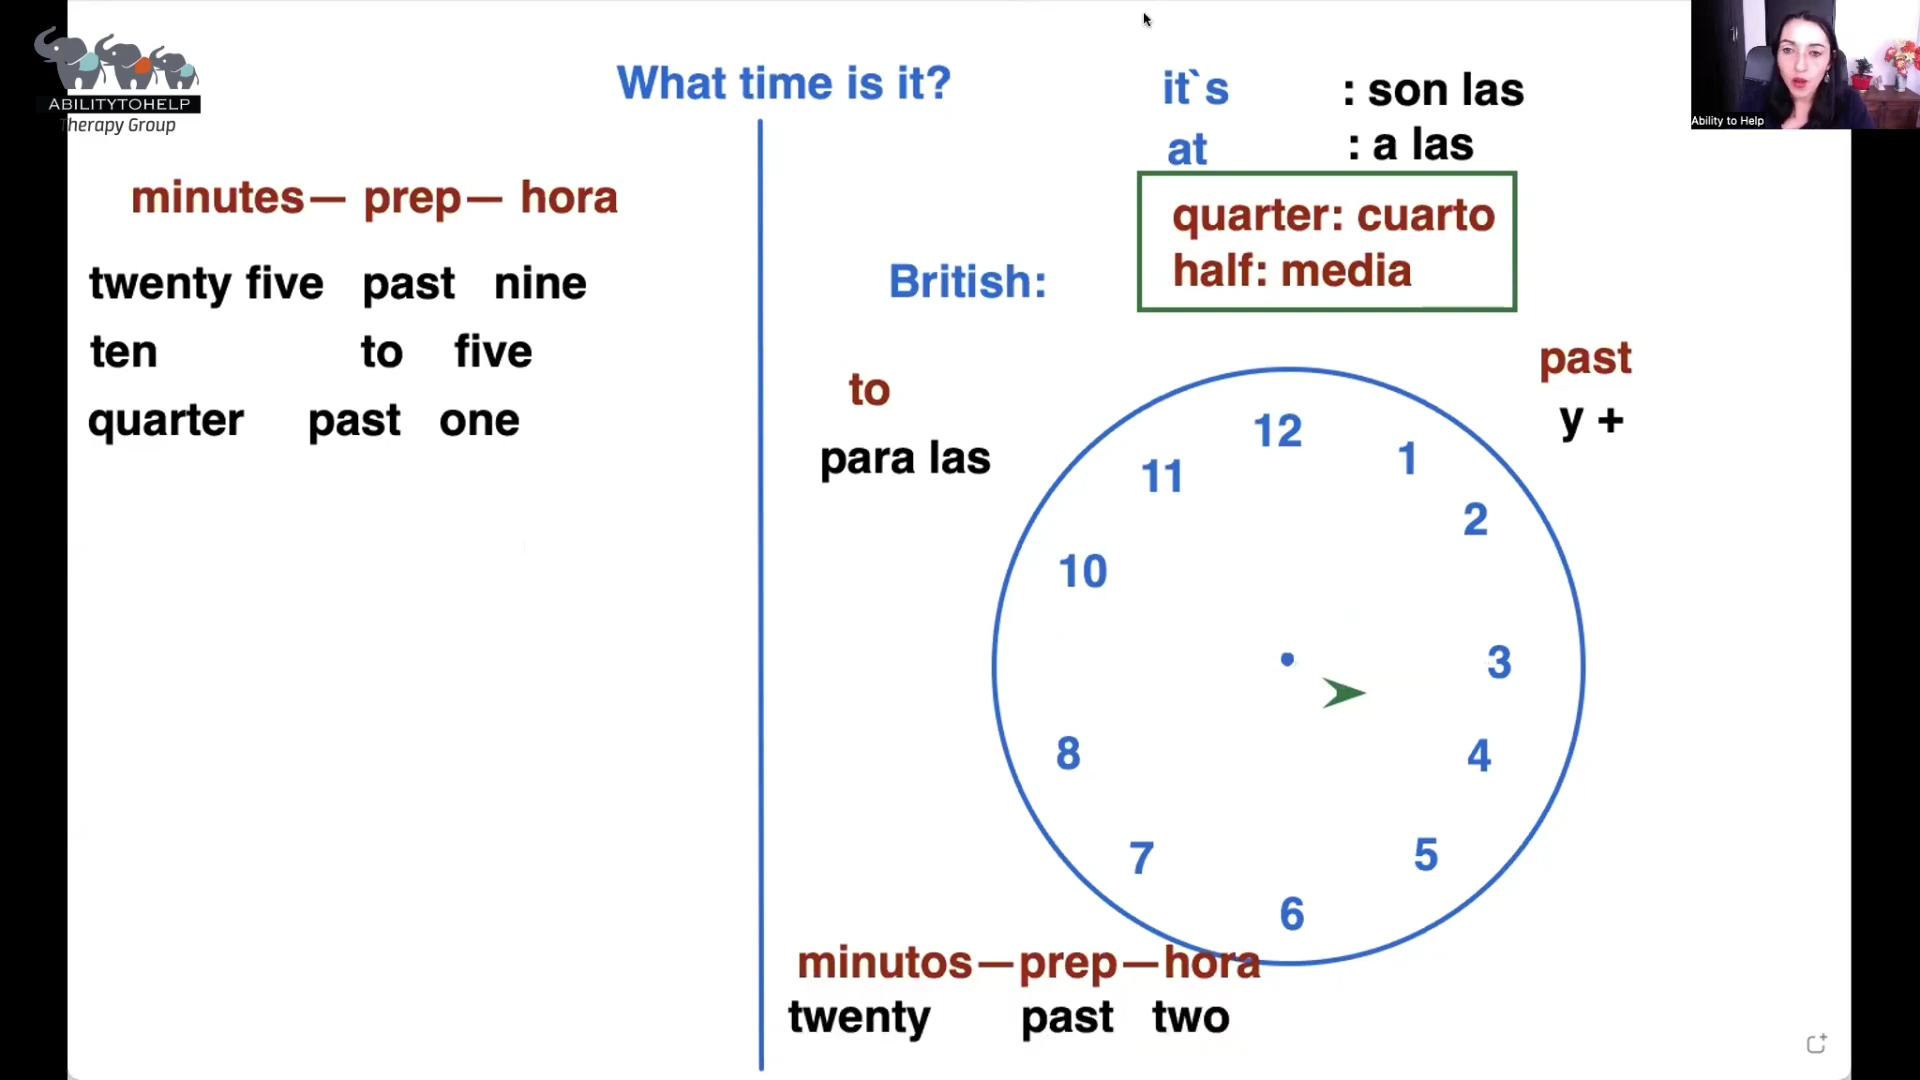 ABILITYTOHELP
Therapy Group
What time is it?
it`s : son las
at : a las
quarter: cuarto
half: media
Ability to Help
minutes— prep— hora
twenty five past nine
ten to five
quarter past one
British:
to
para las
past
y +
12
1
2
3
4
5
6
7
8
10
11
minutos—prep—hora
twenty past two